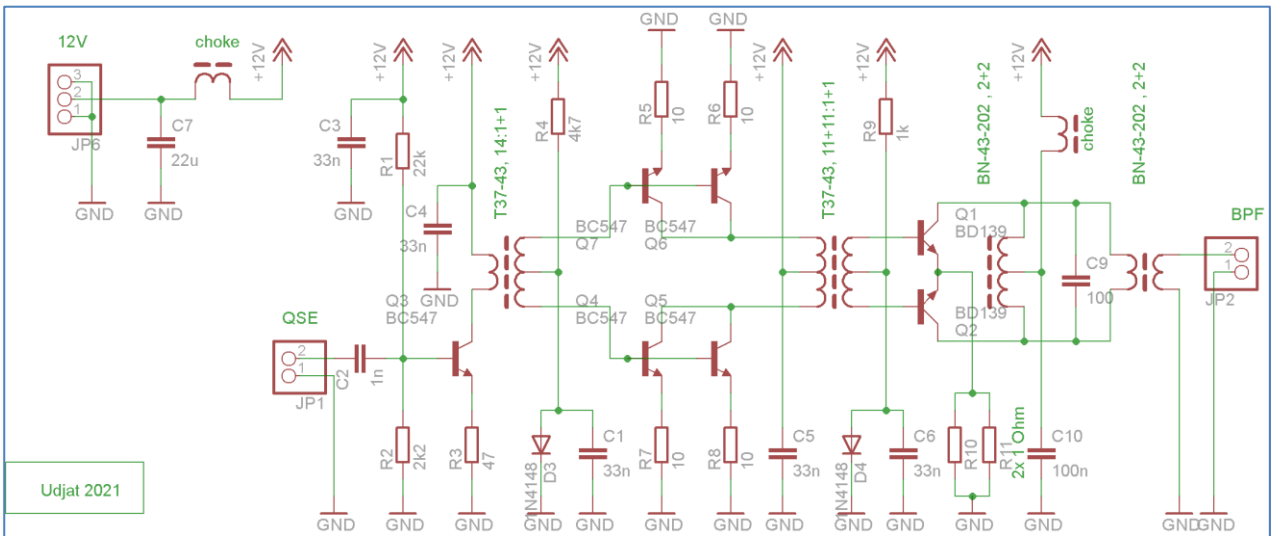 12V
3
2
1
JP6
C7
22u
GND
GND
choke
+12V
+12V
C3
33n
GND
R1
22k
+12V
C4
33n
GND
T37-43, 14:1+1
+12V
R4
4k7
GND
R5
10
GND
R6
10
BC547
Q7
BC547
Q6
+12V
T37-43, 11+11:1+1
+12V
R9
1k
Q1
BD139
BD139
Q2
BN-43-202 , 2+2
+12V
choke
BN-43-202 , 2+2
C9
100
BPF
2
1
JP2
QSE
2
1
JP1
C2
1n
GND
Q3
BC547
R2
2k2
GND
R3
47
GND
1N4148
D3
GND
C1
33n
GND
Q4
BC547
Q5
BC547
R7
10
GND
R8
10
GND
C5
33n
GND
1N4148
D4
GND
C6
33n
GND
R10
R11
2x 1 Ohm
GND
C10
100n
GND
GND
GND
Udjat 2021